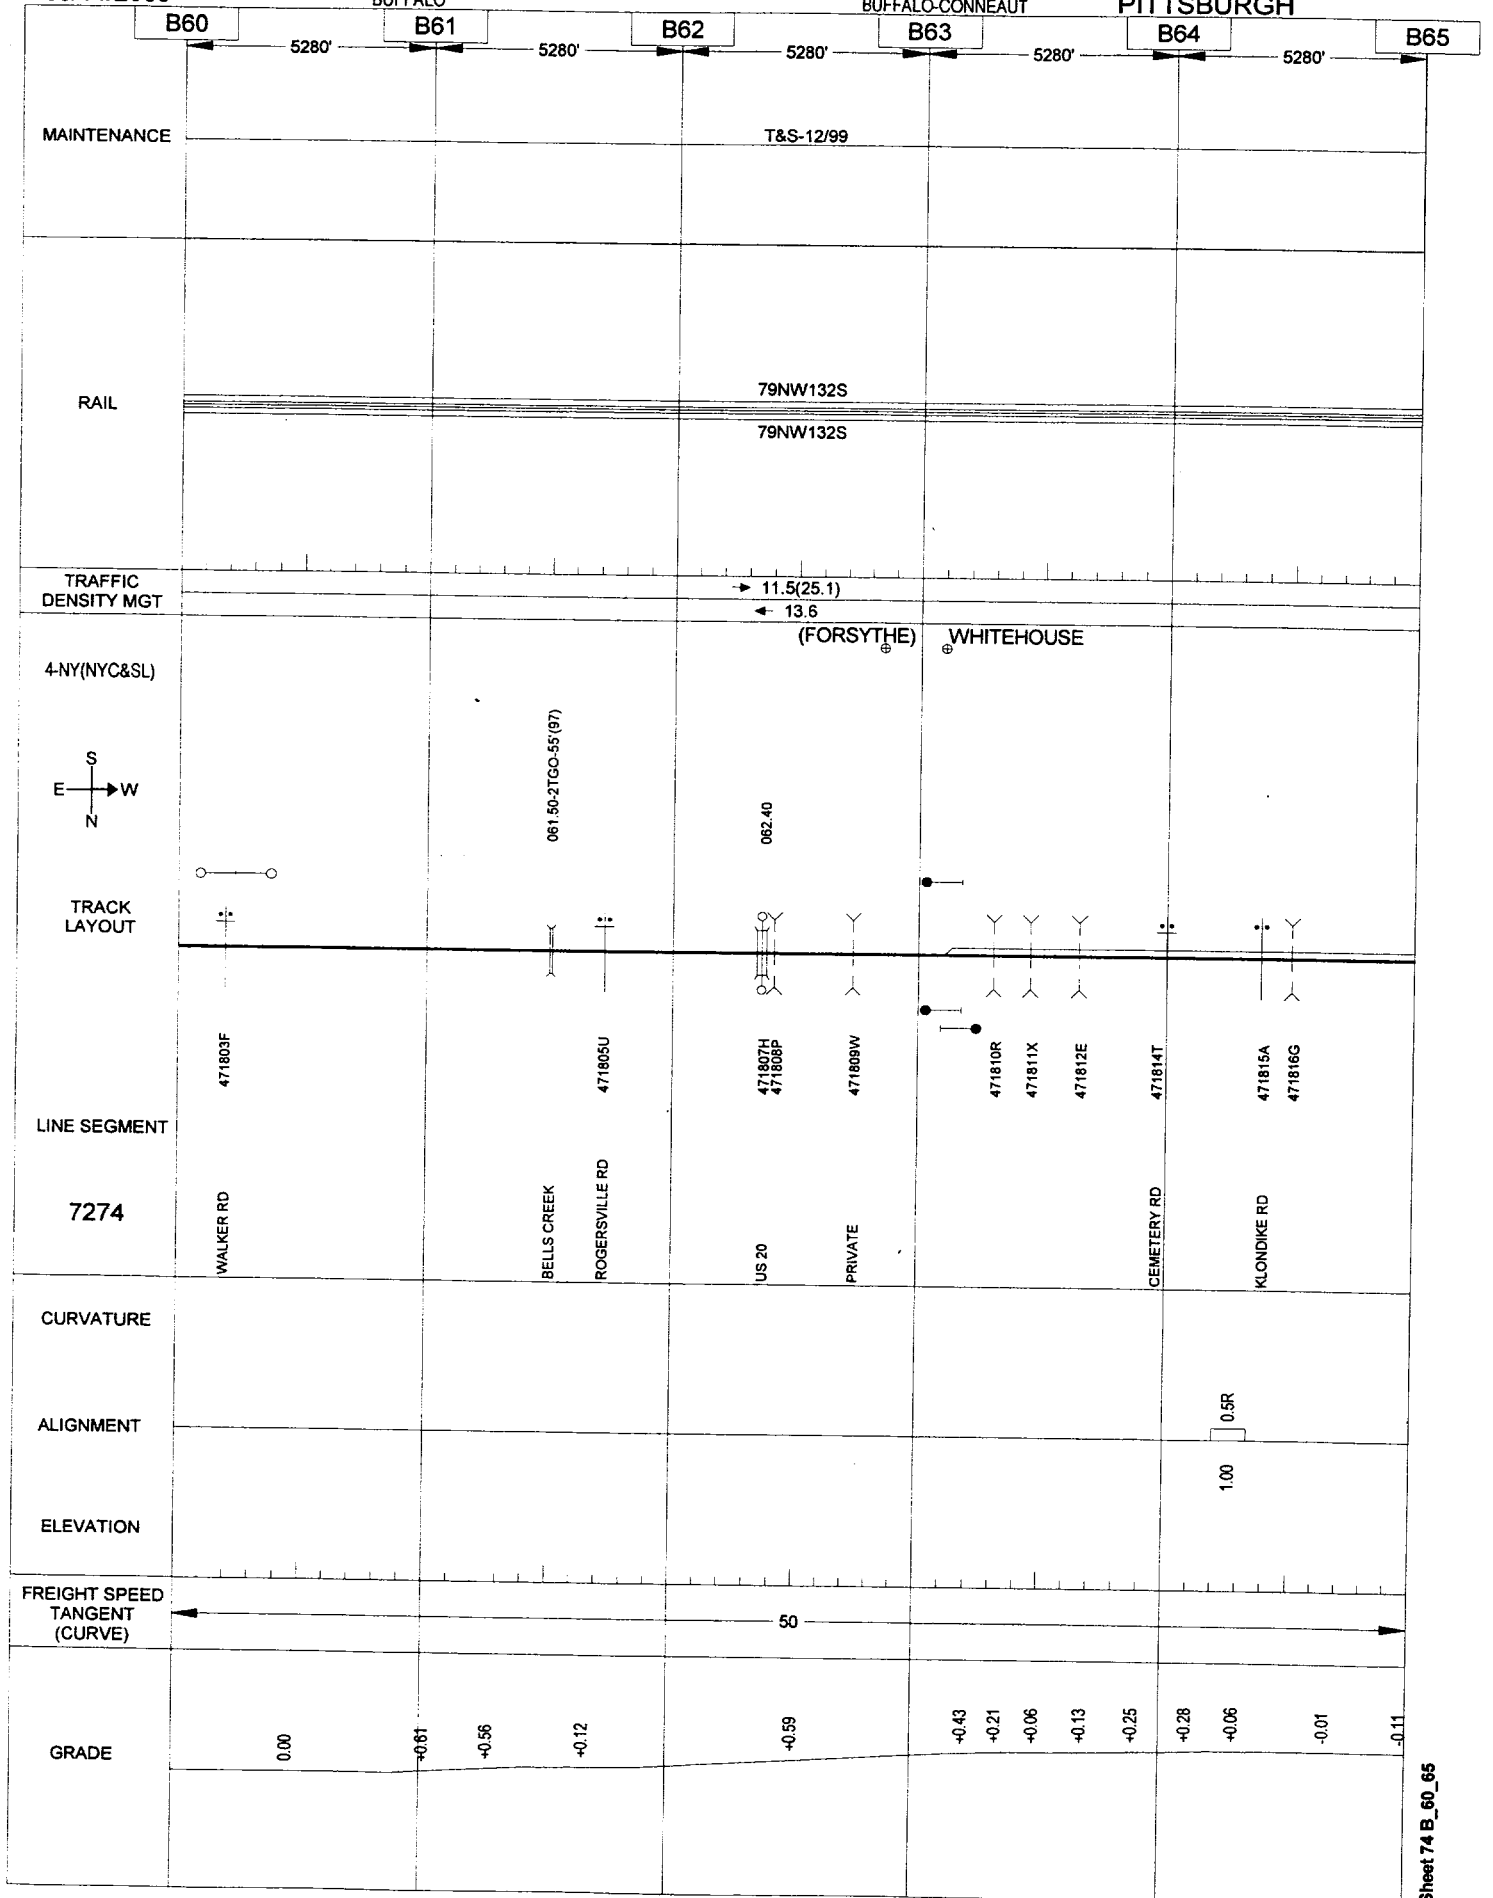 BUFFALO
BUFFALO-CONNEAUT
PITTSBURGH
B60 B61 B62 B63 B64 B65
5280' 5280' 5280' 5280' 5280'
MAINTENANCE
T&S-12/99
RAIL
79NW132S
79NW132S
TRAFFIC
DENSITY MGT
11.5(25.1)
13.6
(FORSYTHE) WHITEHOUSE
4-NY(NYC&SL)
S
E W
N
061.50-2TGO-55'(97)
062.40
TRACK
LAYOUT
471803F
471805U
471807H
471808P
471809W
471810R
471811X
471812E
471814T
471815A
471816G
LINE SEGMENT
7274
WALKER RD
BELLS CREEK
ROGERSVILLE RD
US 20
PRIVATE
CEMETERY RD
KLONDIKE RD
CURVATURE
ALIGNMENT
0.5R
1.00
ELEVATION
FREIGHT SPEED
TANGENT
(CURVE)
50
GRADE
0.00
+0.61
+0.56
+0.12
+0.59
+0.43
+0.21
+0.06
+0.13
+0.25
+0.28
+0.06
-0.01
-0.11
Sheet 74 B_60_65